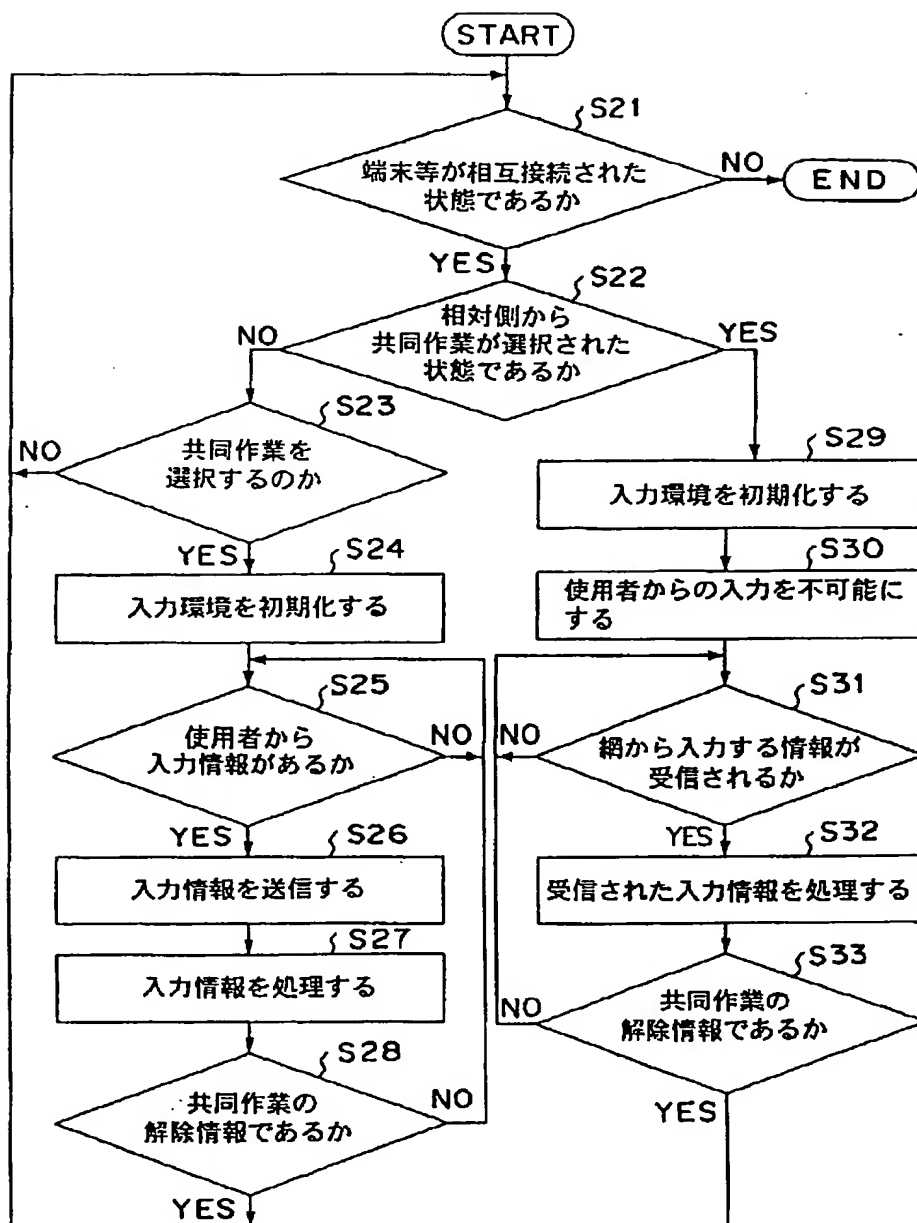 START
S21
端末等が相互接続された
状態であるか
NO
END
YES
S22
相対側から
共同作業が選択された
状態であるか
NO
YES
S23
共同作業を
選択するのか
NO
YES
S24
入力環境を初期化する
S25
使用者から
入力情報があるか
NO
YES
S26
入力情報を送信する
S27
入力情報を処理する
S28
共同作業の
解除情報であるか
NO
YES
S29
入力環境を初期化する
S30
使用者からの入力を不可能に
する
S31
網から入力する情報が
受信されるか
NO
YES
S32
受信された入力情報を処理する
S33
共同作業の
解除情報であるか
NO
YES